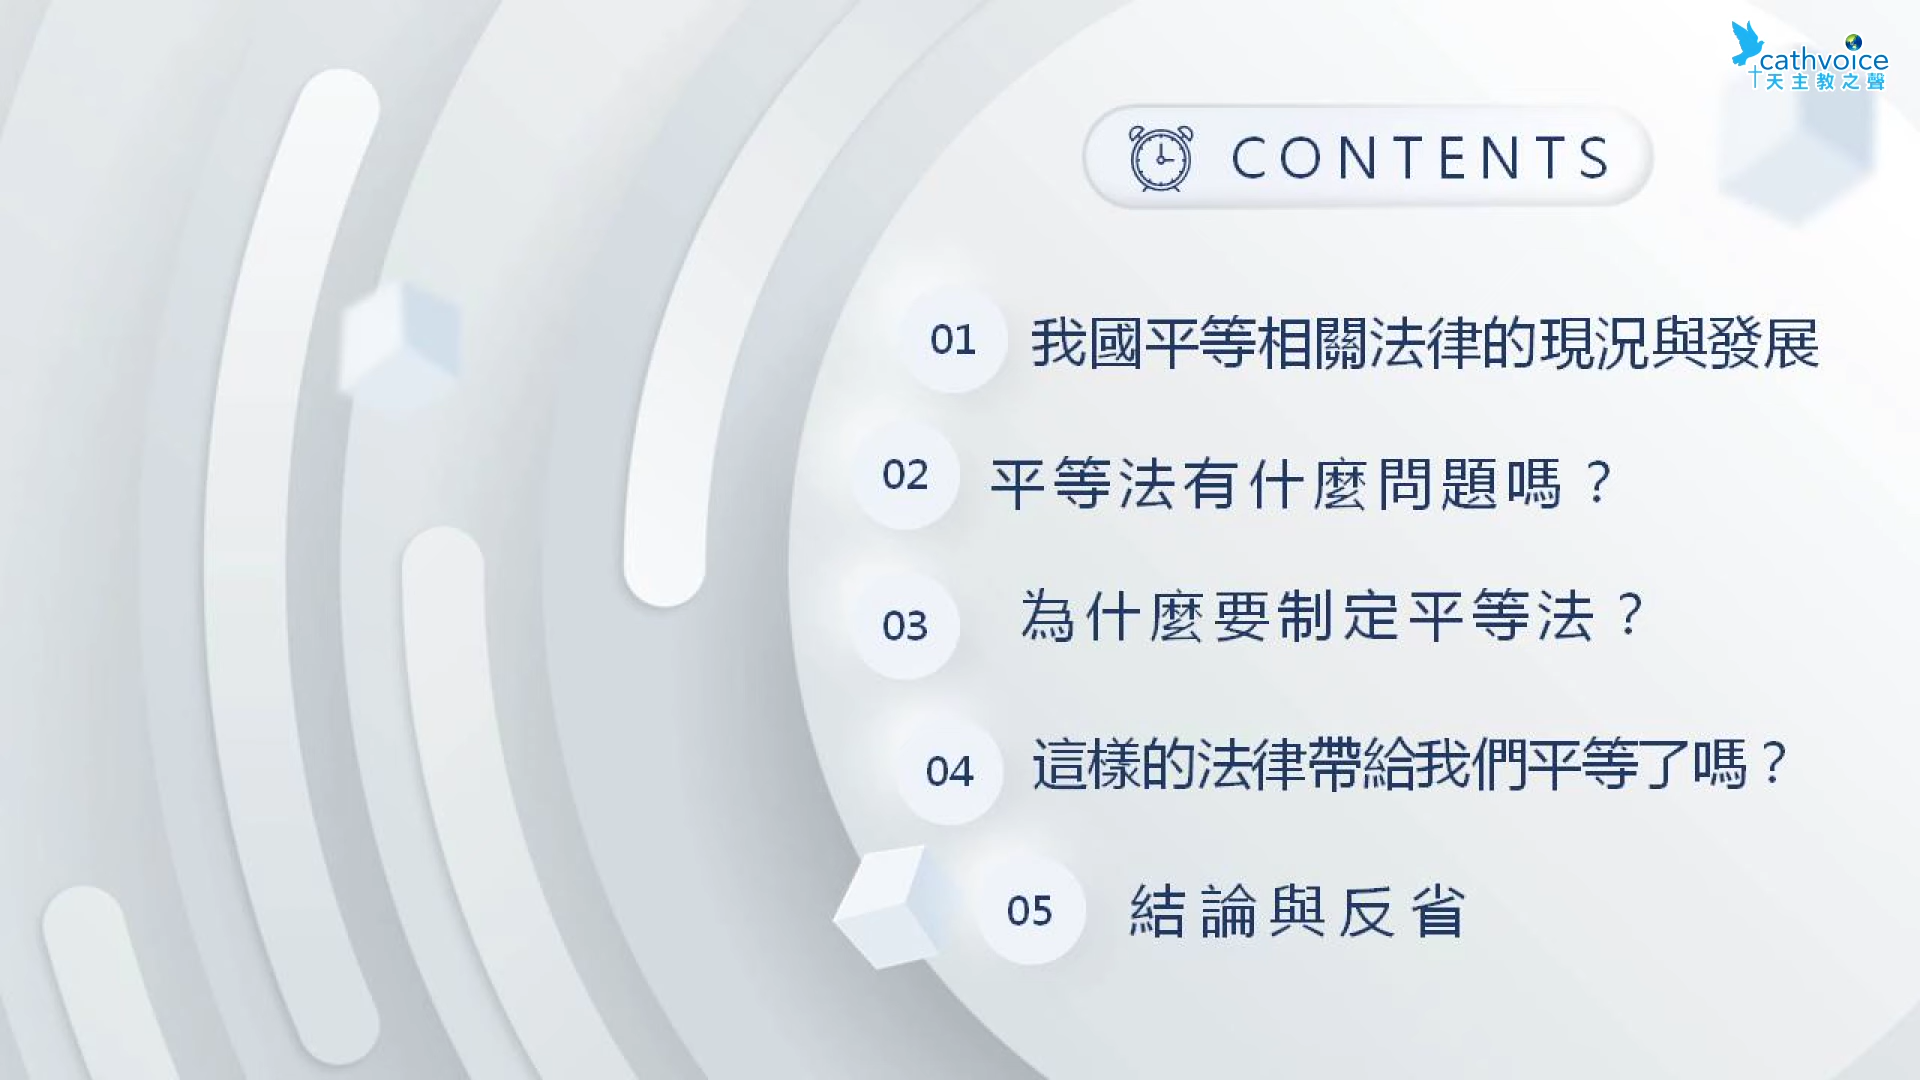 cathvoice
天主教之聲
CONTENTS
01 我國平等相關法律的現況與發展
02 平等法有什麼問題嗎？
03 為什麼要制定平等法？
04 這樣的法律帶給我們平等了嗎？
05 結論與反省